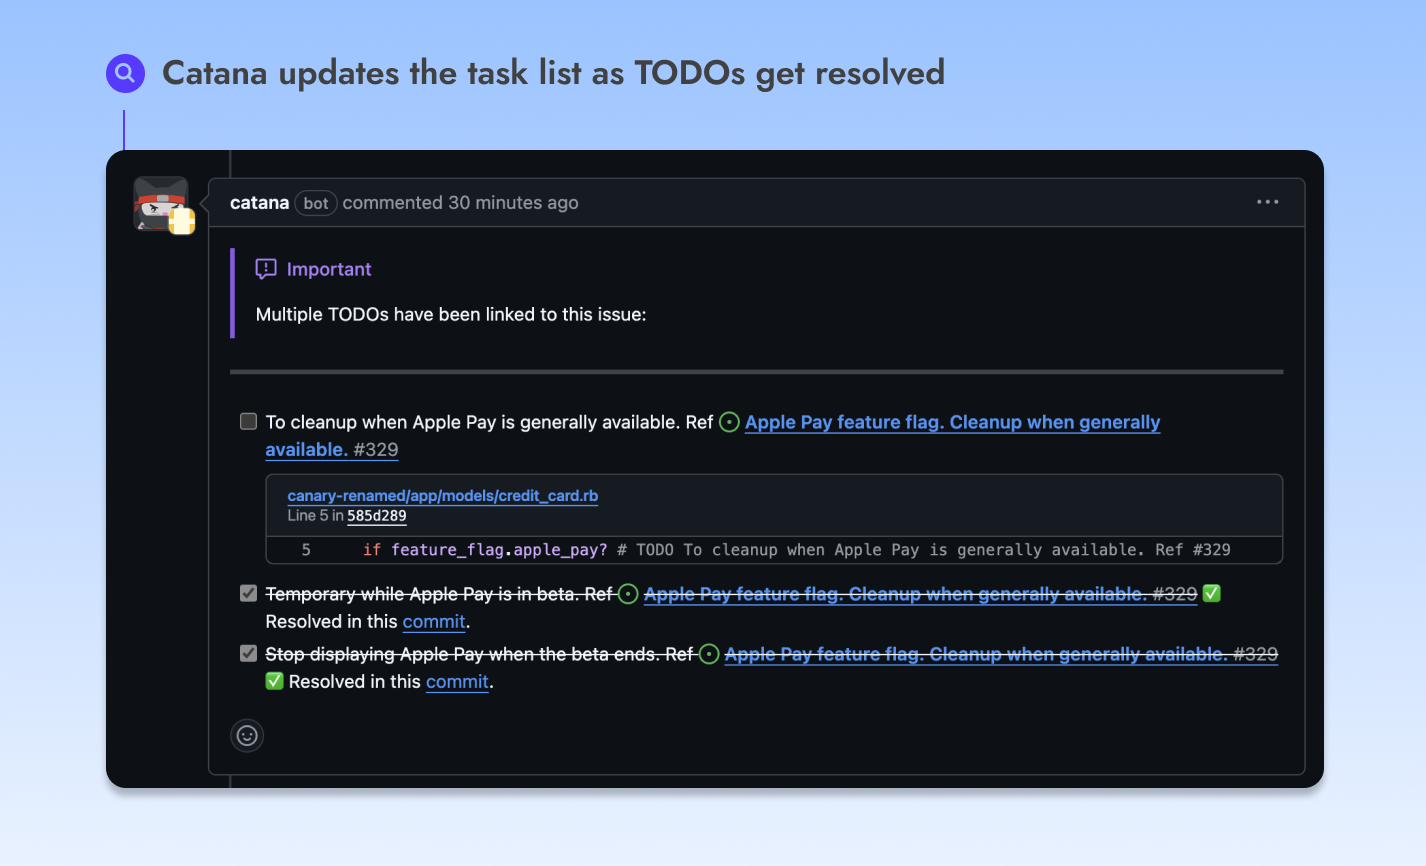 Catana updates the task list as TODOs get resolved
catana bot commented 30 minutes ago
Important
Multiple TODOs have been linked to this issue:
To cleanup when Apple Pay is generally available. Ref Apple Pay feature flag. Cleanup when generally
available. #329
canary-renamed/app/models/credit_card.rb
Line 5 in 585d289
5 if feature_flag.apple_pay? # TODO To cleanup when Apple Pay is generally available. Ref #329
Temporary while Apple Pay is in beta. Ref Apple Pay feature flag. Cleanup when generally available. #329 ✅
Resolved in this commit.
Stop displaying Apple Pay when the beta ends. Ref Apple Pay feature flag. Cleanup when generally available. #329
✅ Resolved in this commit.